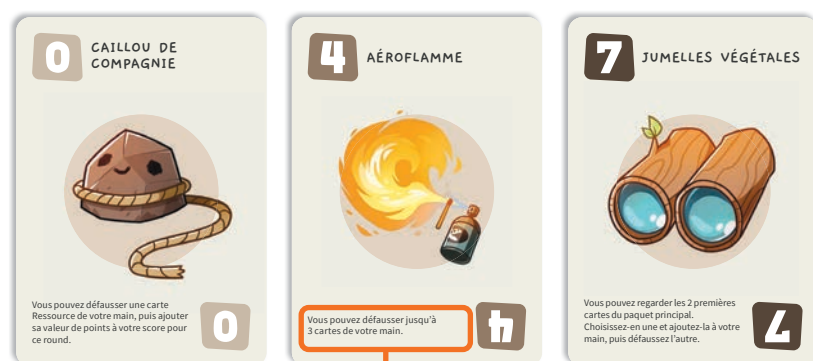 0
CAILLOU DE
COMPAGNIE
Vous pouvez défausser une carte
Ressource de votre main, puis ajouter
sa valeur de points à votre score pour
ce round.
0
4
AÉROFLAMME
Vous pouvez défausser jusqu'à
3 cartes de votre main.
4
7
JUMELLES VÉGÉTALES
Vous pouvez regarder les 2 premières
cartes du paquet principal.
Choisissez-en une et ajoutez-la à votre
main, puis défaussez l'autre.
7